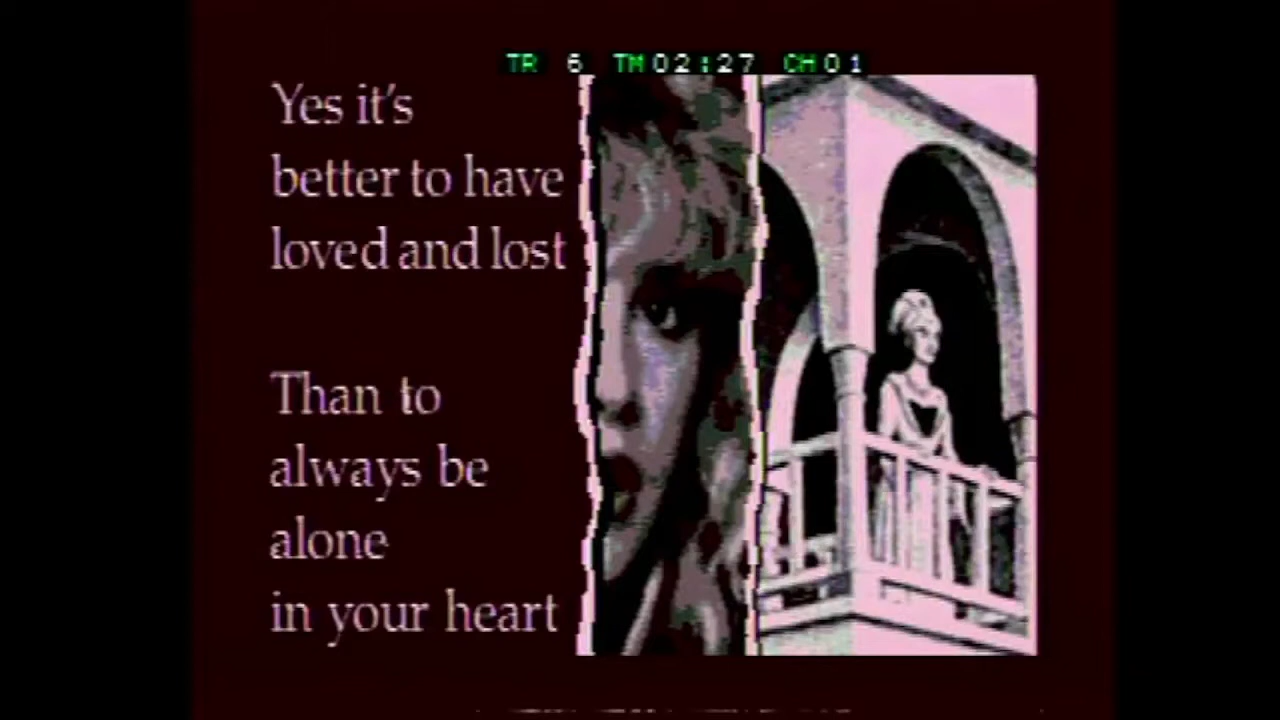 TR 6 TM02:27 CH01
Yes it's
better to have
loved and lost
Than to
always be
alone
in your heart